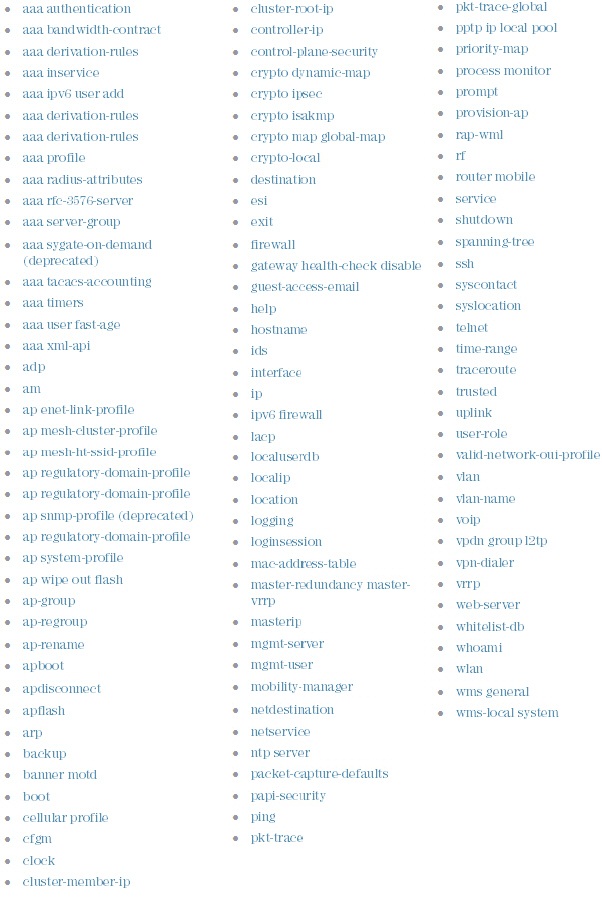 aaa authentication
aaa bandwidth-contract
aaa derivation-rules
aaa inservice
aaa ipv6 user add
aaa derivation-rules
aaa derivation-rules
aaa profile
aaa radius-attributes
aaa rfc-3576-server
aaa server-group
aaa sygate-on-demand
(deprecated)
aaa tacacs-accounting
aaa timers
aaa user fast-age
aaa xml-api
adp
am
ap enet-link-profile
ap mesh-cluster-profile
ap mesh-ht-ssid-profile
ap regulatory-domain-profile
ap regulatory-domain-profile
ap snmp-profile (deprecated)
ap regulatory-domain-profile
ap system-profile
ap wipe out flash
ap-group
ap-regroup
ap-rename
apboot
apdisconnect
apflash
arp
backup
banner motd
boot
cellular profile
cfgm
clock
cluster-member-ip
cluster-root-ip
controller-ip
control-plane-security
crypto dynamic-map
crypto ipsec
crypto isakmp
crypto map global-map
crypto-local
destination
esi
exit
firewall
gateway health-check disable
guest-access-email
help
hostname
ids
interface
ip
ipv6 firewall
lacp
localuserdb
localip
location
logging
loginsession
mac-address-table
master-redundancy master-
vrrp
masterip
mgmt-server
mgmt-user
mobility-manager
netdestination
netservice
ntp server
packet-capture-defaults
papi-security
ping
pkt-trace
pkt-trace-global
pptp ip local pool
priority-map
process monitor
prompt
provision-ap
rap-wml
rf
router mobile
service
shutdown
spanning-tree
ssh
syscontact
syslocation
telnet
time-range
traceroute
trusted
uplink
user-role
valid-network-oui-profile
vlan
vlan-name
voip
vpdn group l2tp
vpn-dialer
vrrp
web-server
whitelist-db
whoami
wlan
wms general
wms-local system